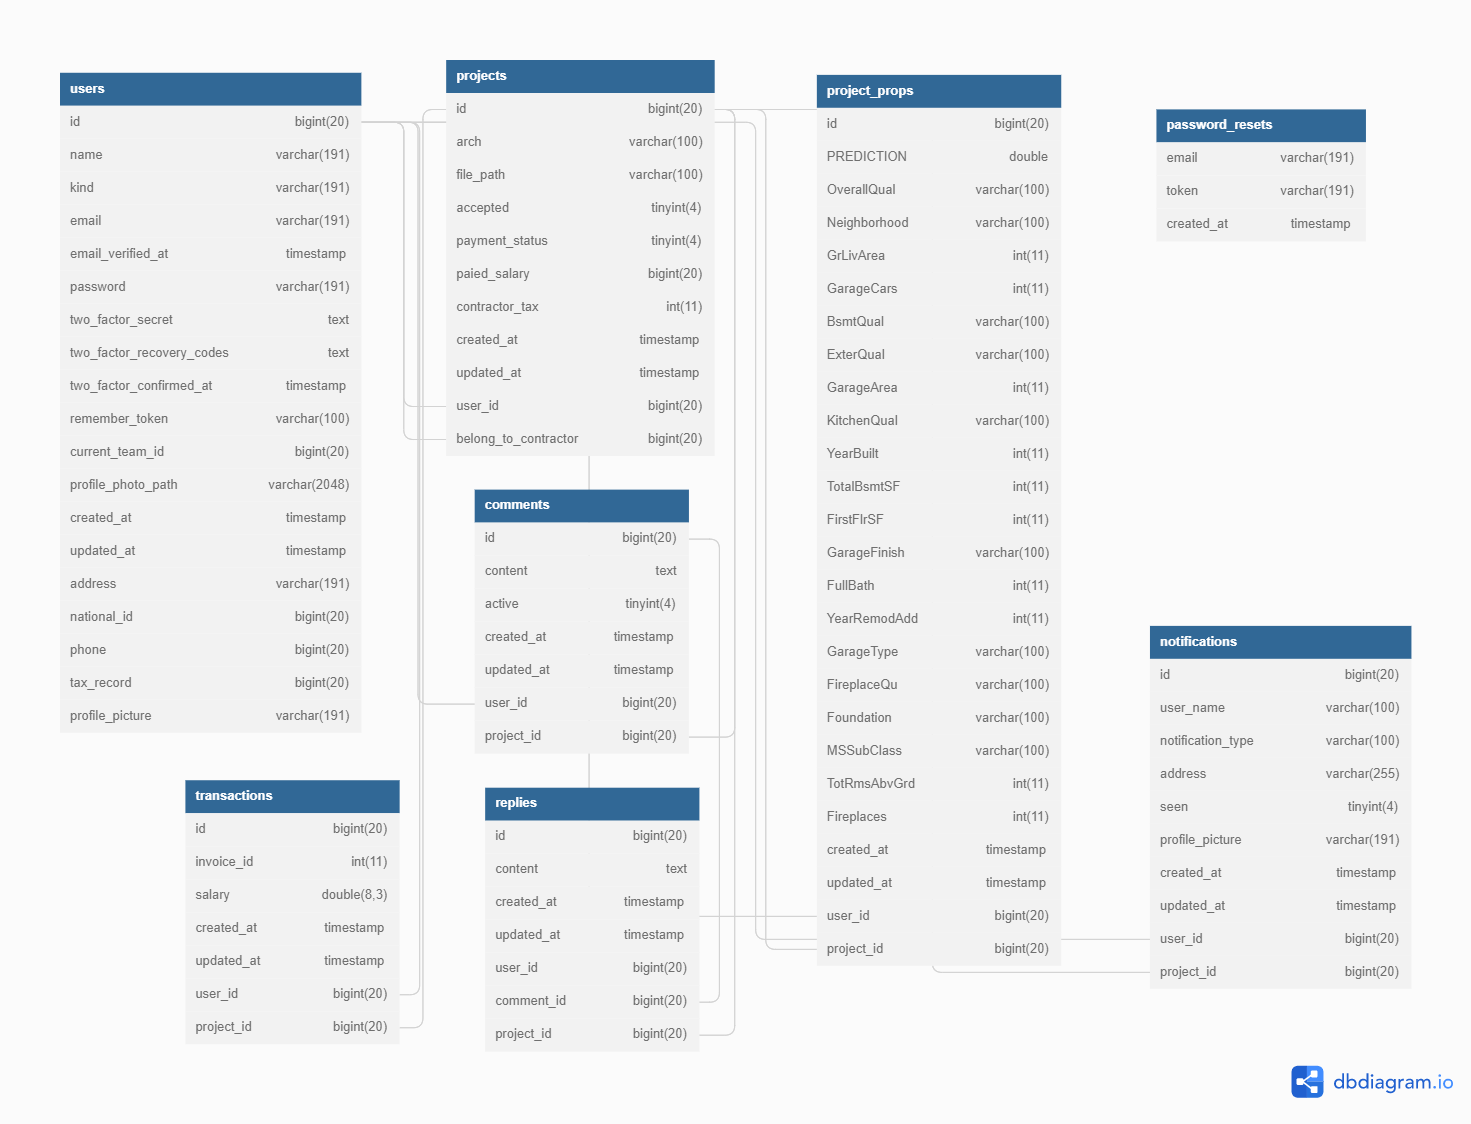 users
id bigint(20)
name varchar(191)
kind varchar(191)
email varchar(191)
email_verified_at timestamp
password varchar(191)
two_factor_secret text
two_factor_recovery_codes text
two_factor_confirmed_at timestamp
remember_token varchar(100)
current_team_id bigint(20)
profile_photo_path varchar(2048)
created_at timestamp
updated_at timestamp
address varchar(191)
national_id bigint(20)
phone bigint(20)
tax_record bigint(20)
profile_picture varchar(191)
transactions
id bigint(20)
invoice_id int(11)
salary double(8,3)
created_at timestamp
updated_at timestamp
user_id bigint(20)
project_id bigint(20)
projects
id bigint(20)
arch varchar(100)
file_path varchar(100)
accepted tinyint(4)
payment_status tinyint(4)
paied_salary bigint(20)
contractor_tax int(11)
created_at timestamp
updated_at timestamp
user_id bigint(20)
belong_to_contractor bigint(20)
comments
id bigint(20)
content text
active tinyint(4)
created_at timestamp
updated_at timestamp
user_id bigint(20)
project_id bigint(20)
replies
id bigint(20)
content text
created_at timestamp
updated_at timestamp
user_id bigint(20)
comment_id bigint(20)
project_id bigint(20)
project_props
id bigint(20)
PREDICTION double
OverallQual varchar(100)
Neighborhood varchar(100)
GrLivArea int(11)
GarageCars int(11)
BsmtQual varchar(100)
ExterQual varchar(100)
GarageArea int(11)
KitchenQual varchar(100)
YearBuilt int(11)
TotalBsmtSF int(11)
FirstFlrSF int(11)
GarageFinish varchar(100)
FullBath int(11)
YearRemodAdd int(11)
GarageType varchar(100)
FireplaceQu varchar(100)
Foundation varchar(100)
MSSubClass varchar(100)
TotRmsAbvGrd int(11)
Fireplaces int(11)
created_at timestamp
updated_at timestamp
user_id bigint(20)
project_id bigint(20)
password_resets
email varchar(191)
token varchar(191)
created_at timestamp
notifications
id bigint(20)
user_name varchar(100)
notification_type varchar(100)
address varchar(255)
seen tinyint(4)
profile_picture varchar(191)
created_at timestamp
updated_at timestamp
user_id bigint(20)
project_id bigint(20)
dbdiagram.io